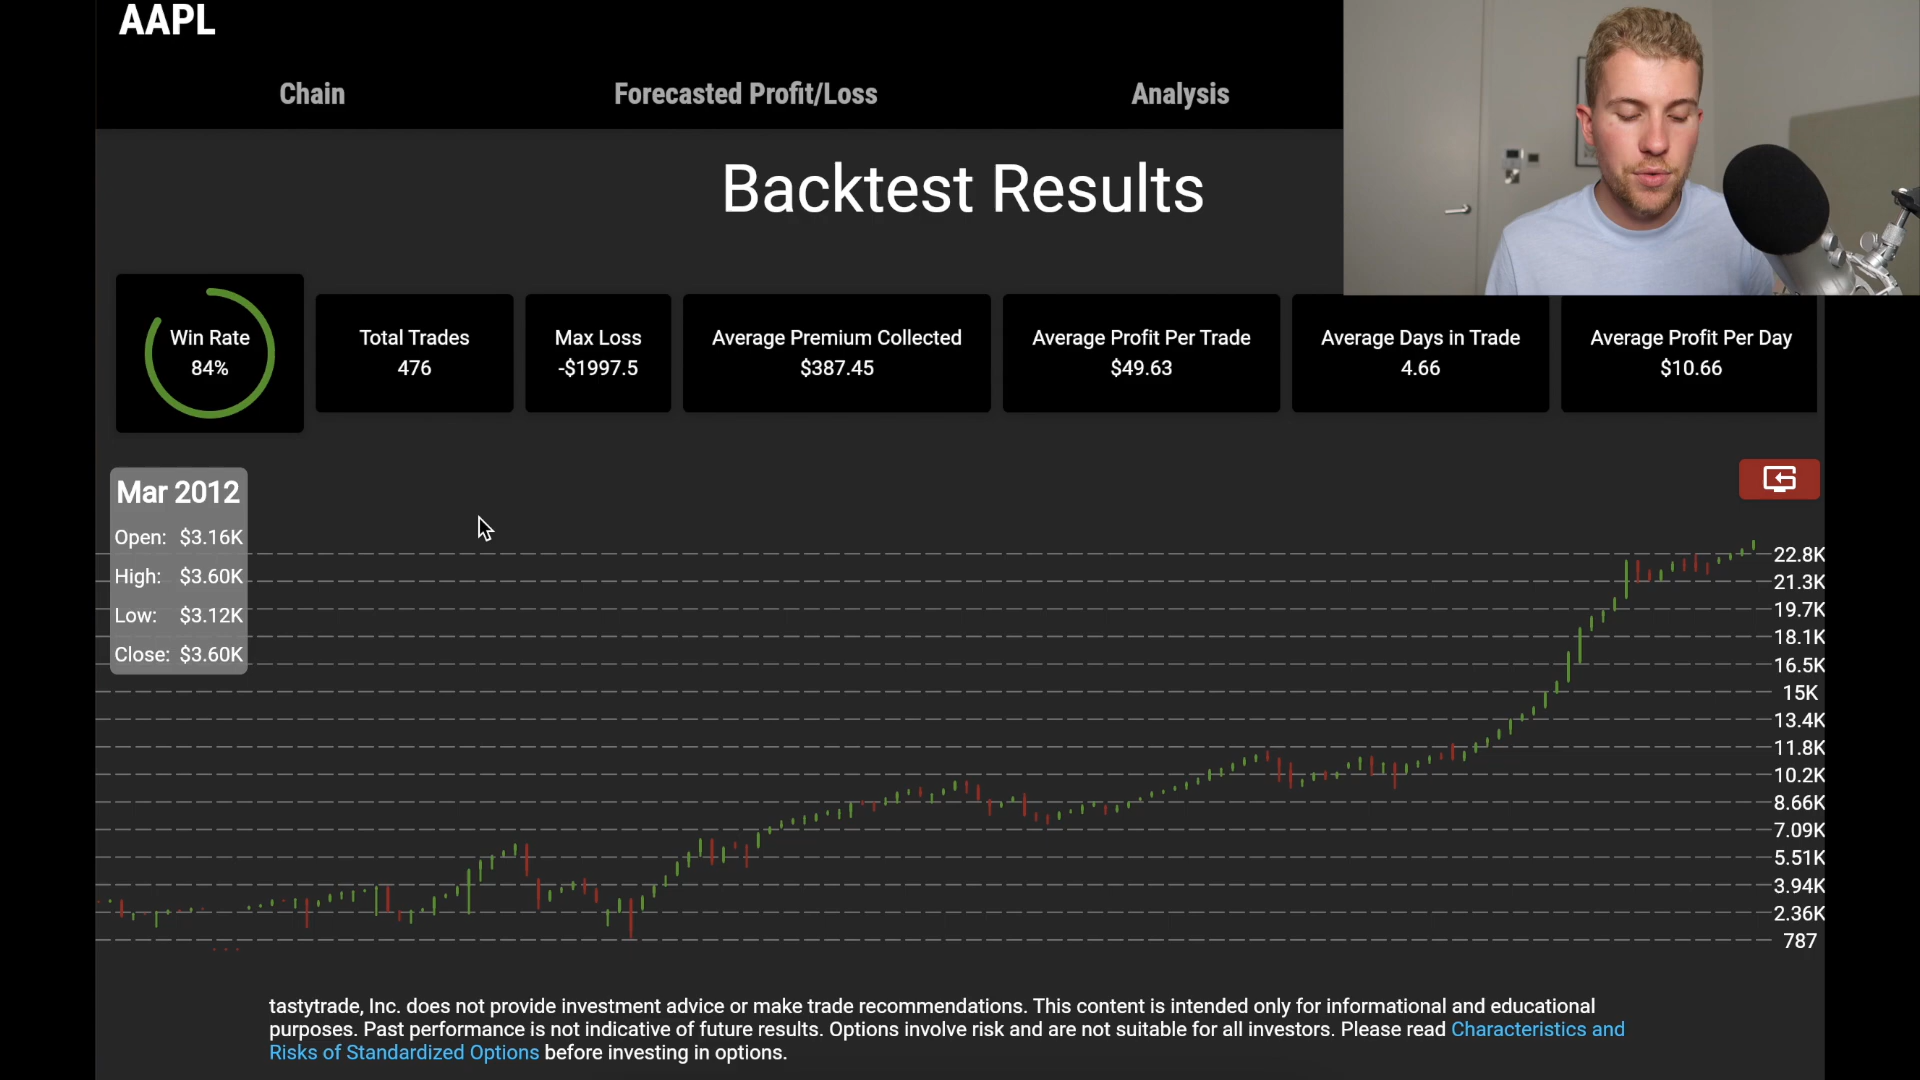 AAPL
Chain
Forecasted Profit/Loss
Analysis
Backtest Results
Win Rate
84%
Total Trades
476
Max Loss
-$1997.5
Average Premium Collected
$387.45
Average Profit Per Trade
$49.63
Average Days in Trade
4.66
Average Profit Per Day
$10.66
Mar 2012
Open: $3.16K
High: $3.60K
Low: $3.12K
Close: $3.60K
22.8K
21.3K
19.7K
18.1K
16.5K
15K
13.4K
11.8K
10.2K
8.66K
7.09K
5.51K
3.94K
2.36K
787
tastytrade, Inc. does not provide investment advice or make trade recommendations. This content is intended only for informational and educational
purposes. Past performance is not indicative of future results. Options involve risk and are not suitable for all investors. Please read Characteristics and
Risks of Standardized Options before investing in options.